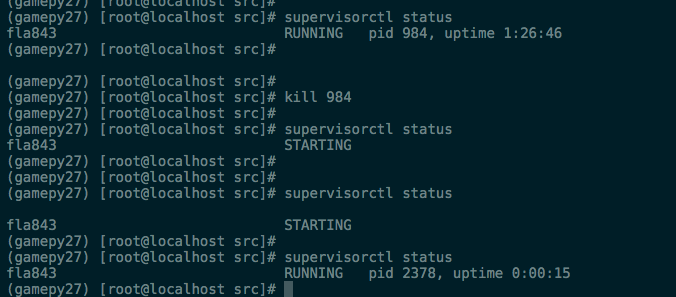 (gamepy27) [root@localhost src]#
(gamepy27) [root@localhost src]# supervisorctl status
fla843                           RUNNING   pid 984, uptime 1:26:46
(gamepy27) [root@localhost src]#
(gamepy27) [root@localhost src]#
(gamepy27) [root@localhost src]# kill 984
(gamepy27) [root@localhost src]#
(gamepy27) [root@localhost src]# supervisorctl status
fla843                           STARTING
(gamepy27) [root@localhost src]#
(gamepy27) [root@localhost src]#
(gamepy27) [root@localhost src]# supervisorctl status
fla843                           STARTING
(gamepy27) [root@localhost src]#
(gamepy27) [root@localhost src]# supervisorctl status
fla843                           RUNNING   pid 2378, uptime 0:00:15
(gamepy27) [root@localhost src]#